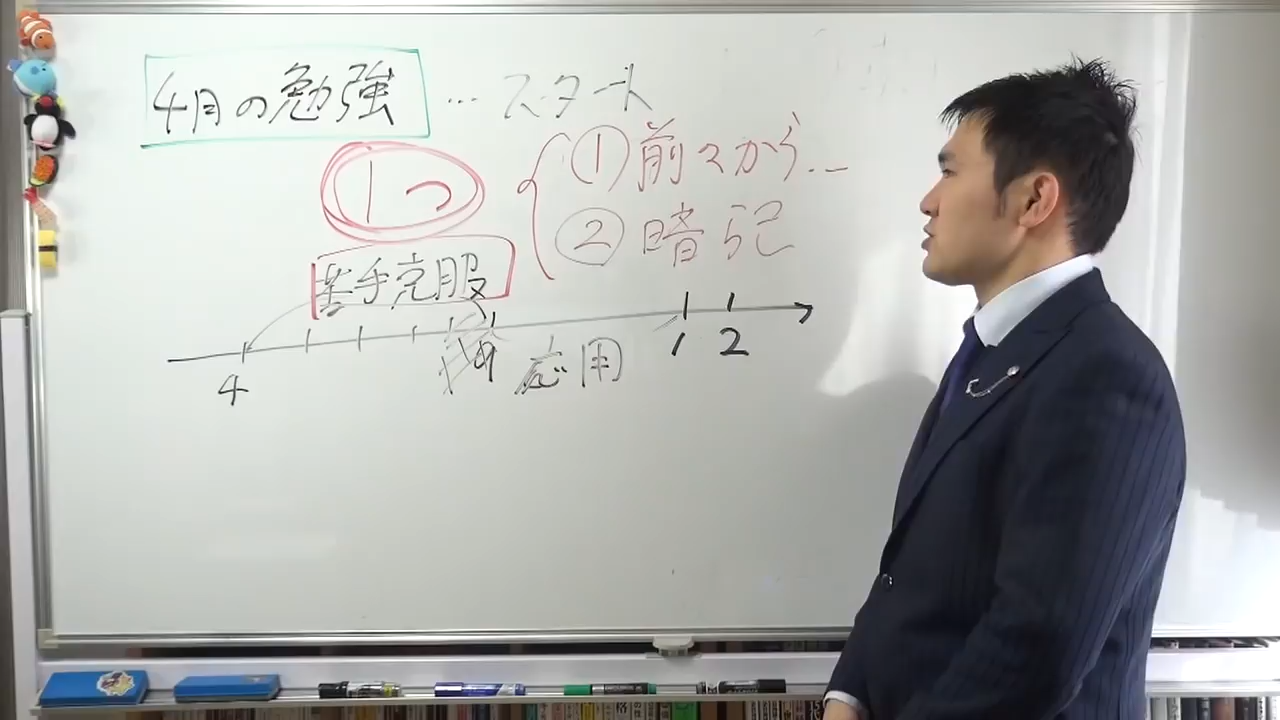 4月の勉強 … スタート
1つ
① 前々から…
② 暗記
苦手克服
4 9 応用 1 2